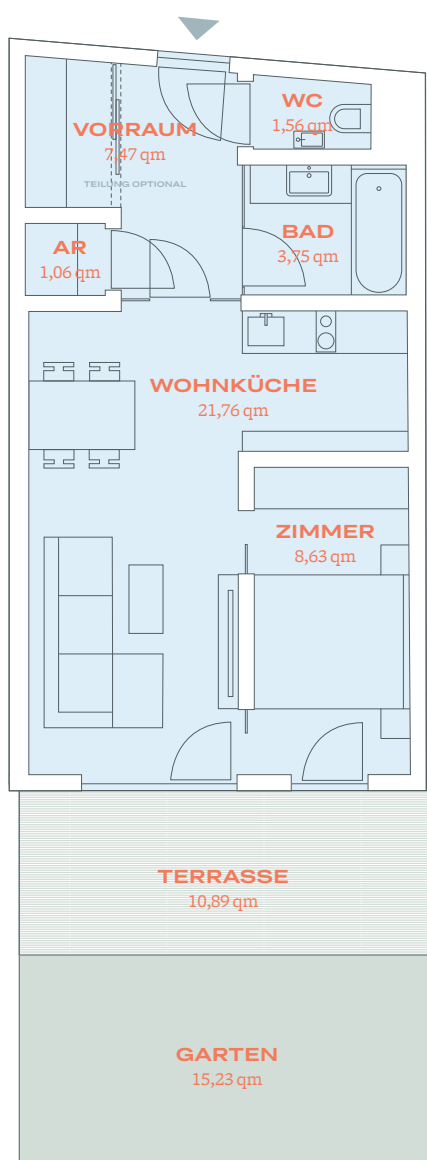 WC
1,56 qm
VORRAUM
7,47 qm
TEILUNG OPTIONAL
BAD
3,75 qm
AR
1,06 qm
WOHNKÜCHE
21,76 qm
ZIMMER
8,63 qm
TERRASSE
10,89 qm
GARTEN
15,23 qm